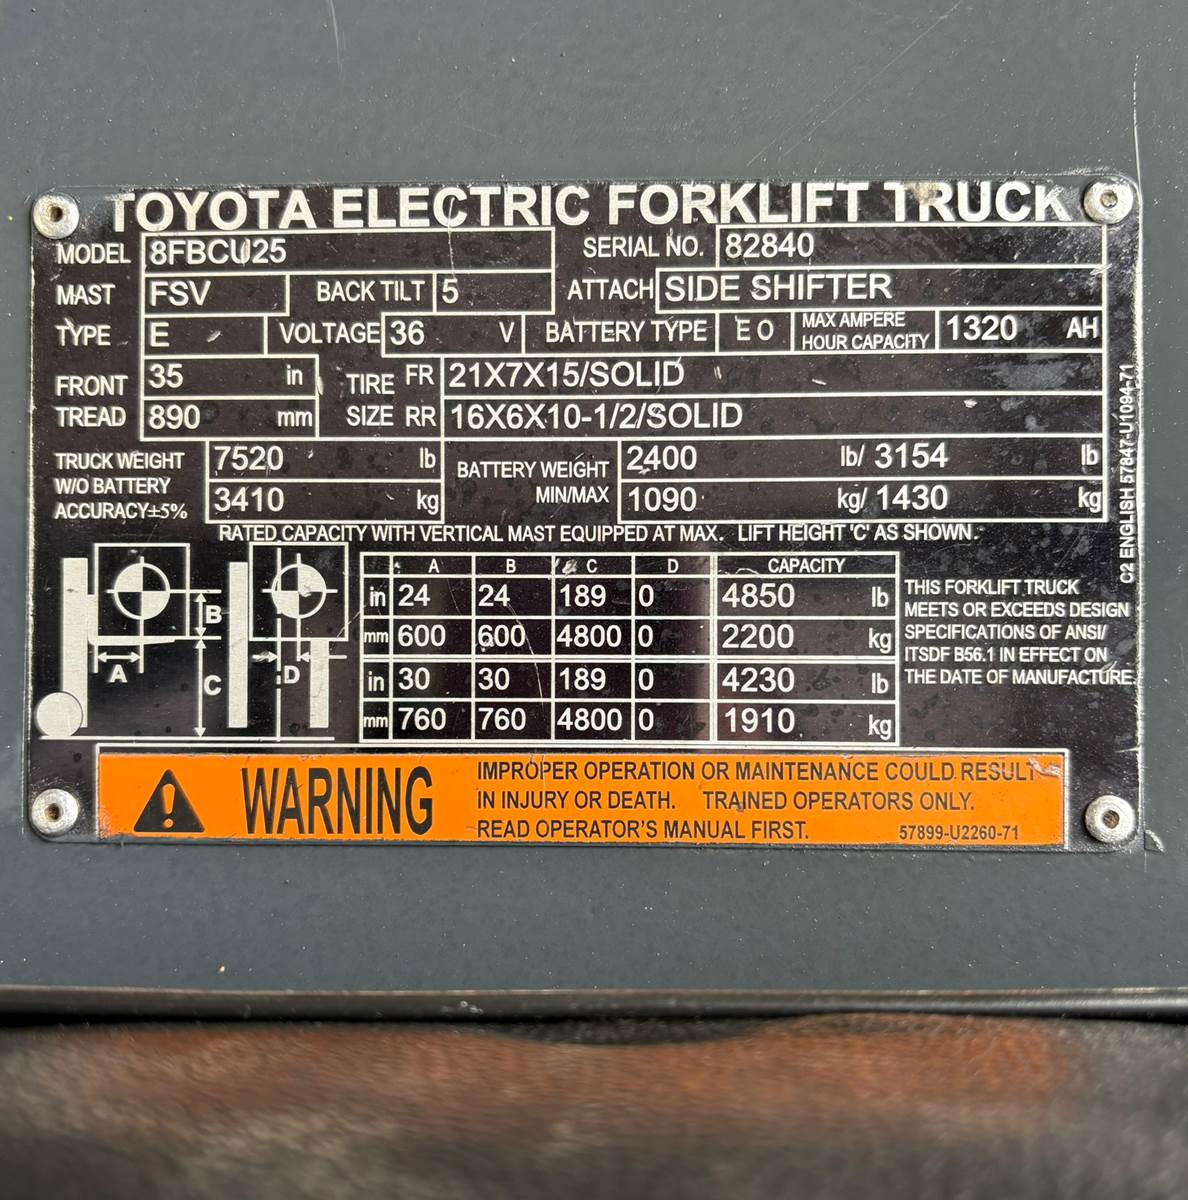 TOYOTA ELECTRIC FORKLIFT TRUCK
MODEL 8FBCU25 SERIAL NO. 82840
MAST FSV BACK TILT 5 ATTACH SIDE SHIFTER
TYPE E VOLTAGE 36 V BATTERY TYPE E O MAX AMPERE HOUR CAPACITY 1320 AH
FRONT TREAD 35 in TIRE SIZE FR 21X7X15/SOLID
890 mm RR 16X6X10-1/2/SOLID
TRUCK WEIGHT W/O BATTERY ACCURACY±5% 7520 lb BATTERY WEIGHT MIN/MAX 2400 lb/ 3154 lb
3410 kg 1090 kg/ 1430 kg
RATED CAPACITY WITH VERTICAL MAST EQUIPPED AT MAX. LIFT HEIGHT 'C' AS SHOWN.
A B C D
A B C D CAPACITY
in 24 24 189 0 4850 lb
mm 600 600 4800 0 2200 kg
in 30 30 189 0 4230 lb
mm 760 760 4800 0 1910 kg
THIS FORKLIFT TRUCK
MEETS OR EXCEEDS DESIGN
SPECIFICATIONS OF ANSI/
ITSDF B56.1 IN EFFECT ON
THE DATE OF MANUFACTURE.
C2 ENGLISH 57847-U1094-71
WARNING
IMPROPER OPERATION OR MAINTENANCE COULD RESULT
IN INJURY OR DEATH. TRAINED OPERATORS ONLY.
READ OPERATOR'S MANUAL FIRST. 57899-U2260-71